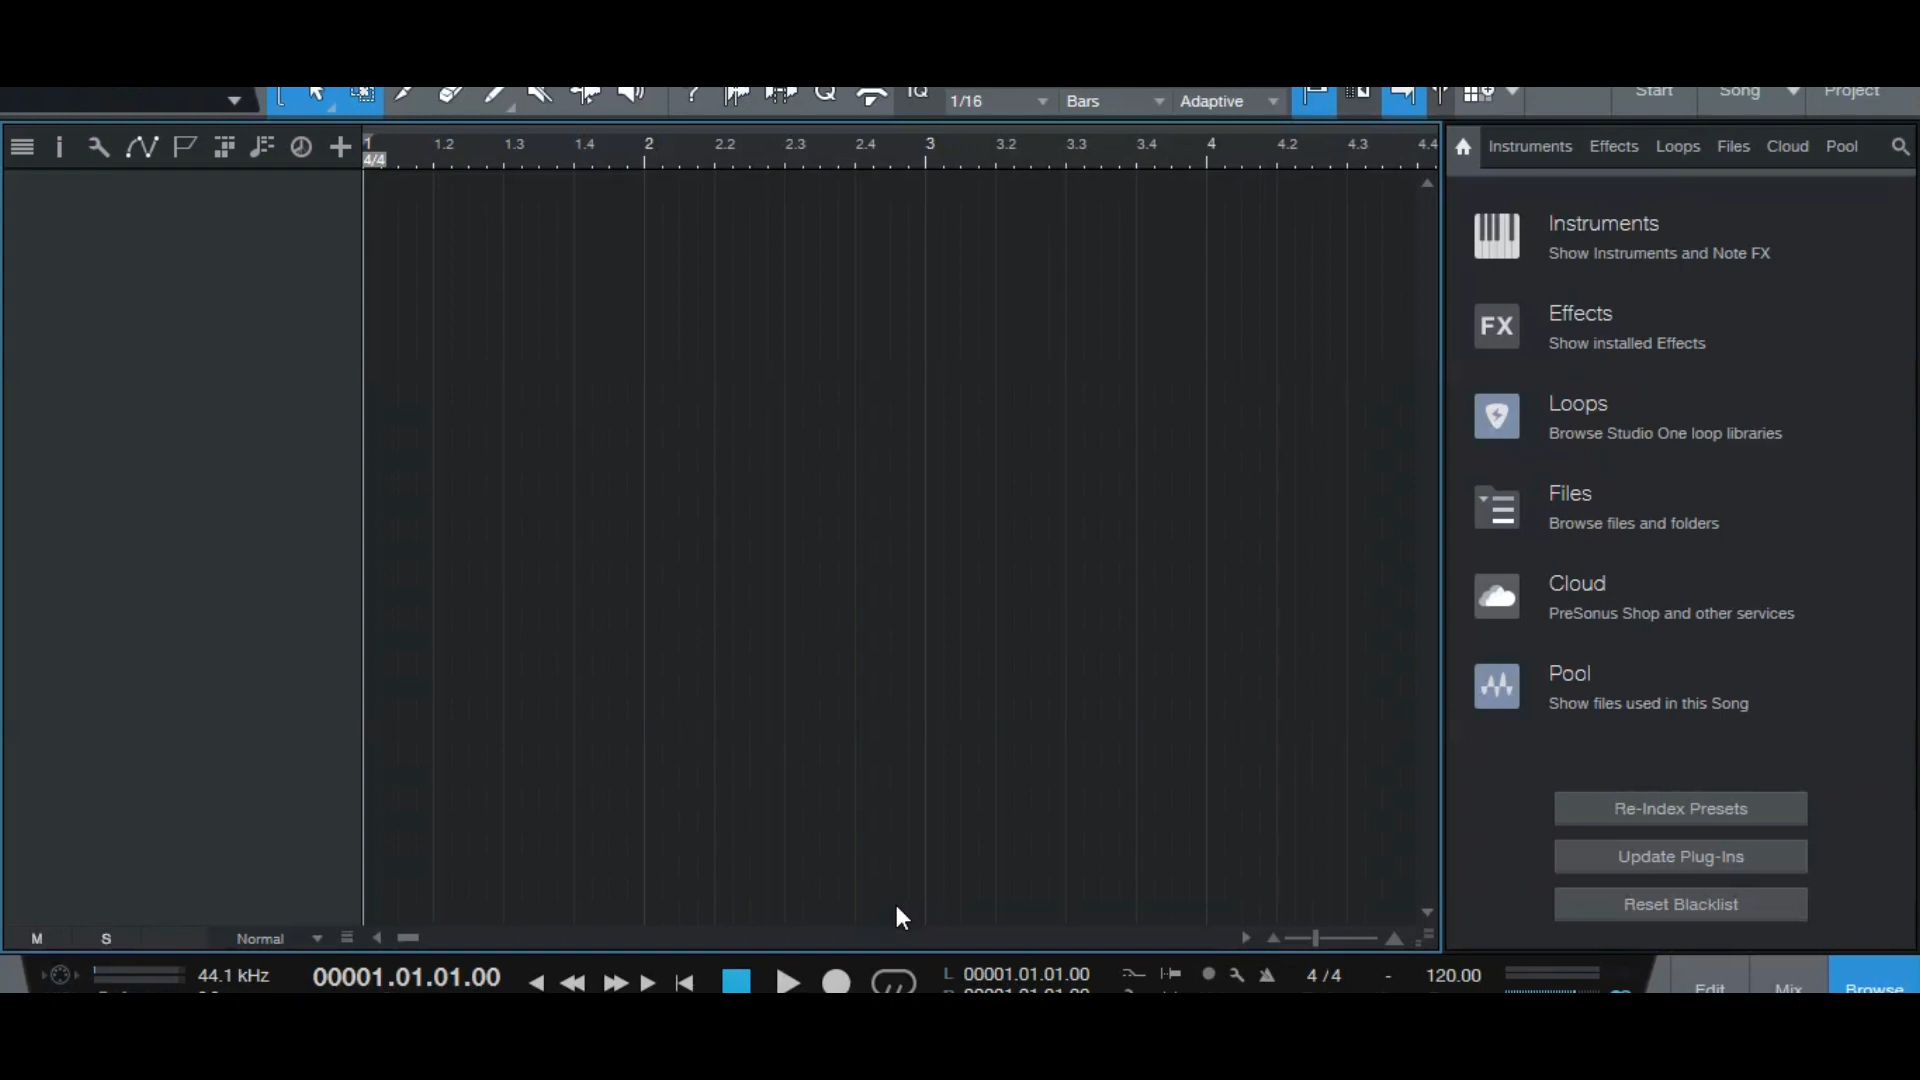 IQ 1/16 Bars Adaptive Start Song Project
1 1.2 1.3 1.4 2 2.2 2.3 2.4 3 3.2 3.3 3.4 4 4.2 4.3 4.4
4/4
Instruments Effects Loops Files Cloud Pool
Instruments
Show Instruments and Note FX
FX
Effects
Show installed Effects
Loops
Browse Studio One loop libraries
Files
Browse files and folders
Cloud
PreSonus Shop and other services
Pool
Show files used in this Song
Re-Index Presets
Update Plug-Ins
Reset Blacklist
M S Normal
44.1 kHz 00001.01.01.00 L 00001.01.01.00 4 / 4 - 120.00
Edit Mix Browse